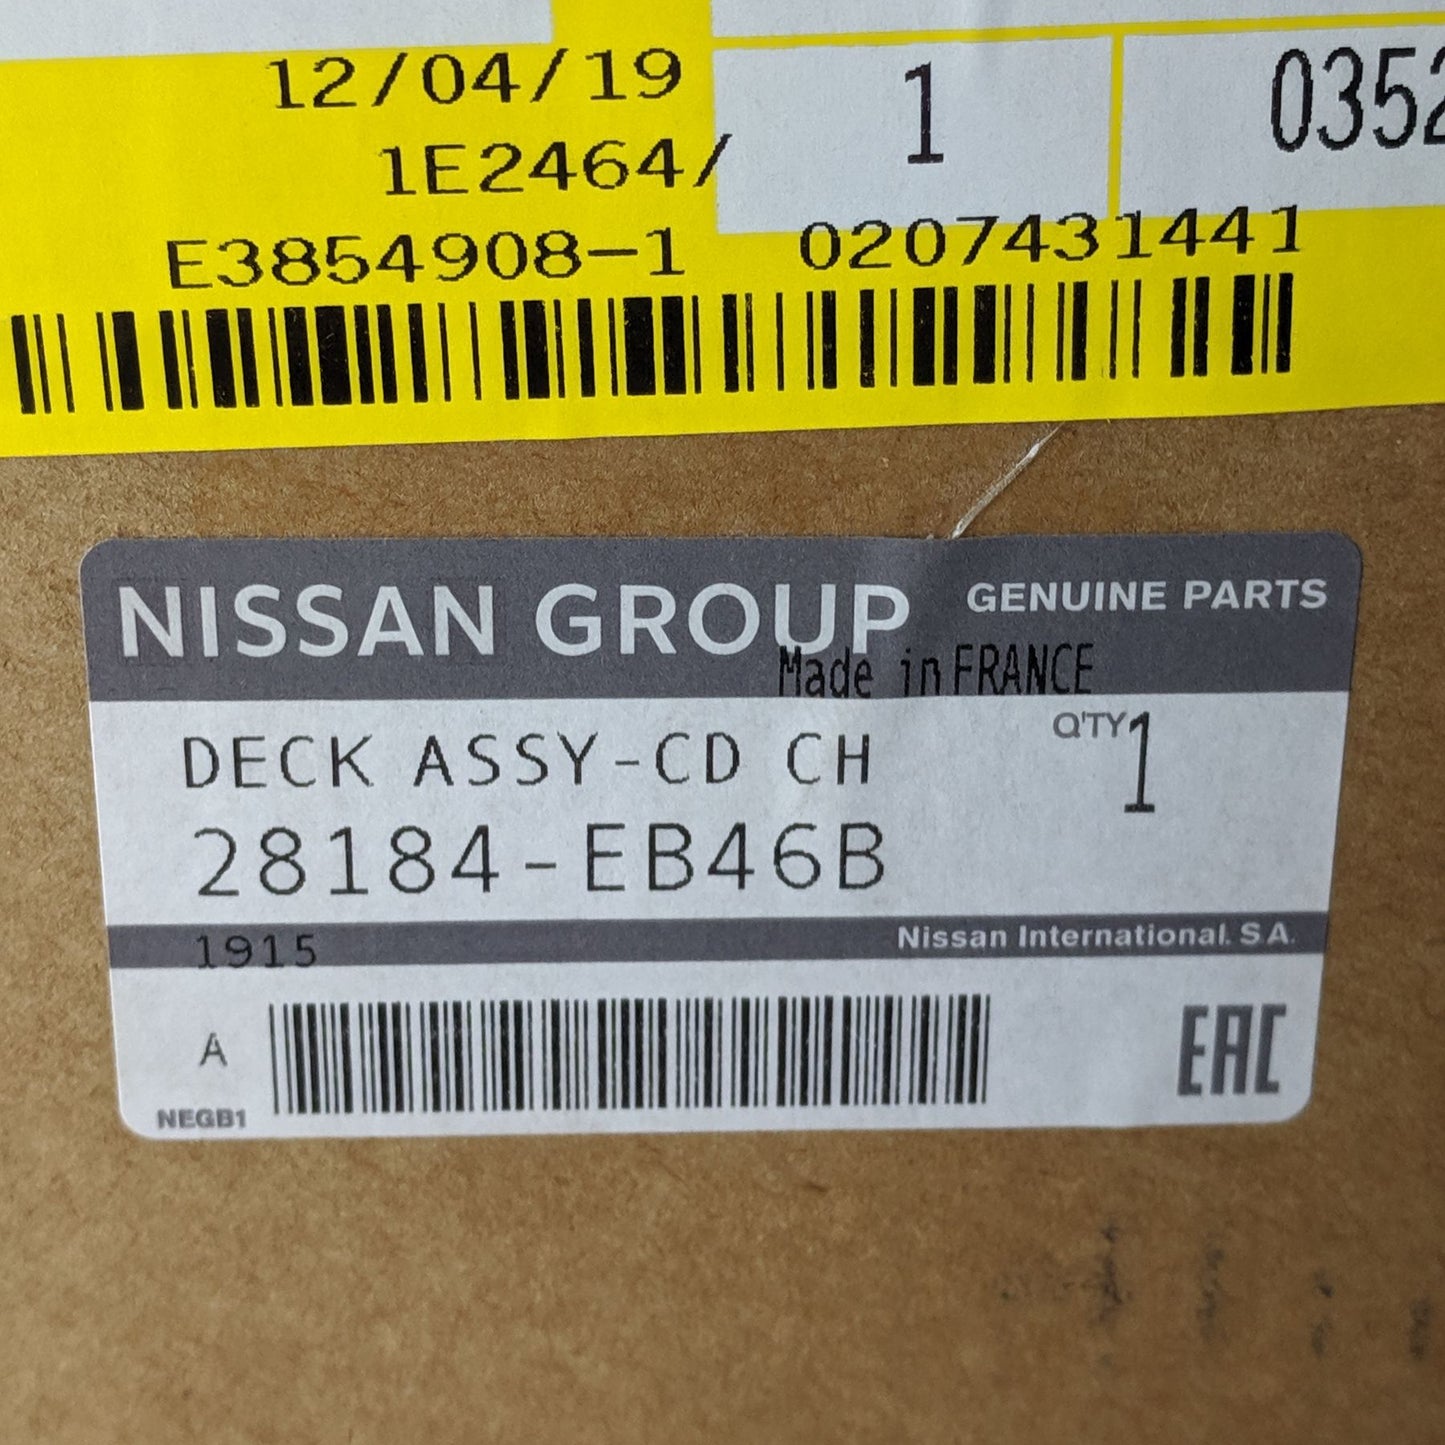 12/04/19
1 0352
1E2464/
E3854908-1 0207431441
NISSAN GROUP GENUINE PARTS
Made in FRANCE
DECK ASSY-CD CH Q'TY 1
28184-EB46B
1915 Nissan International. S.A.
A
NEGB1
EAC